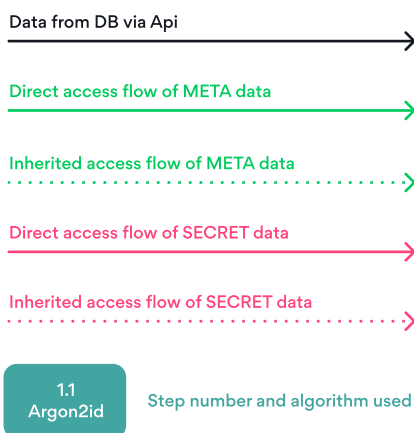 Data from DB via Api
Direct access flow of META data
Inherited access flow of META data
Direct access flow of SECRET data
Inherited access flow of SECRET data
1.1
Argon2id
Step number and algorithm used